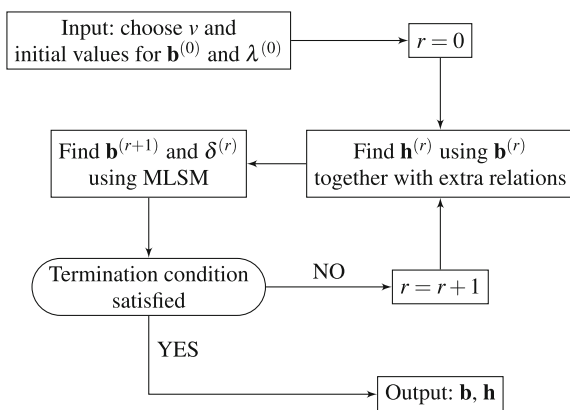 Input: choose ν and
initial values for b⁽⁰⁾ and λ⁽⁰⁾
r = 0
Find b⁽ʳ⁺¹⁾ and δ⁽ʳ⁾
using MLSM
Find h⁽ʳ⁾ using b⁽ʳ⁾
together with extra relations
Termination condition
satisfied
NO
r = r + 1
YES
Output: b, h